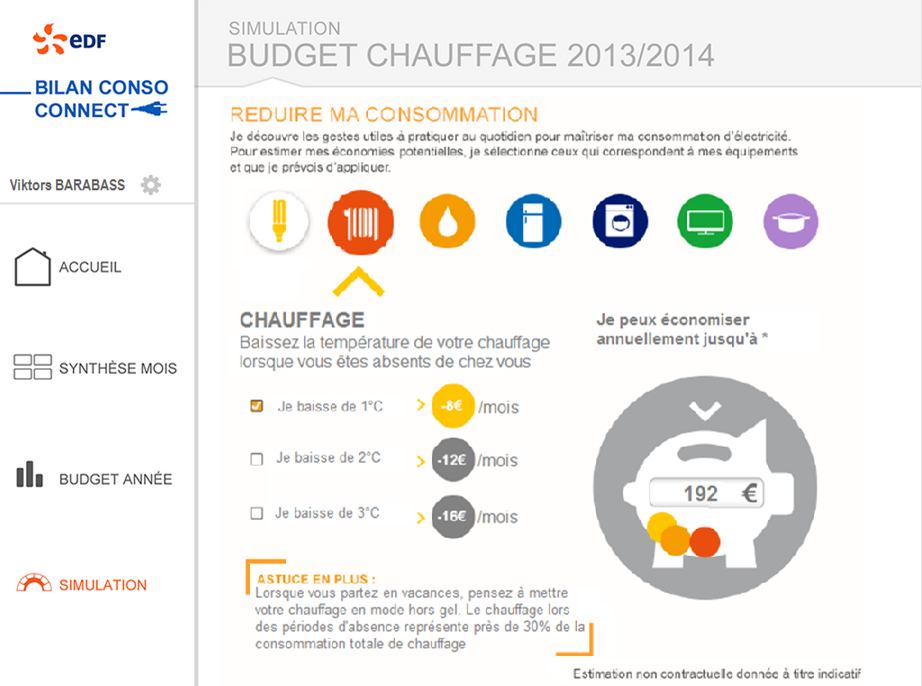 edf
BILAN CONSO
CONNECT
Viktors BARABASS
ACCUEIL
SYNTHÈSE MOIS
BUDGET ANNÉE
SIMULATION
SIMULATION
BUDGET CHAUFFAGE 2013/2014
REDUIRE MA CONSOMMATION
Je découvre les gestes utiles à pratiquer au quotidien pour maîtriser ma consommation d'électricité.
Pour estimer mes économies potentielles, je sélectionne ceux qui correspondent à mes équipements
et que je prévois d'appliquer.
CHAUFFAGE
Baissez la température de votre chauffage
lorsque vous êtes absents de chez vous
Je baisse de 1°C > -8€ /mois
Je baisse de 2°C > -12€ /mois
Je baisse de 3°C > -16€ /mois
ASTUCE EN PLUS :
Lorsque vous partez en vacances, pensez à mettre
votre chauffage en mode hors gel. Le chauffage lors
des périodes d'absence représente près de 30% de la
consommation totale de chauffage
Je peux économiser
annuellement jusqu'à *
192 €
Estimation non contractuelle donnée à titre indicatif